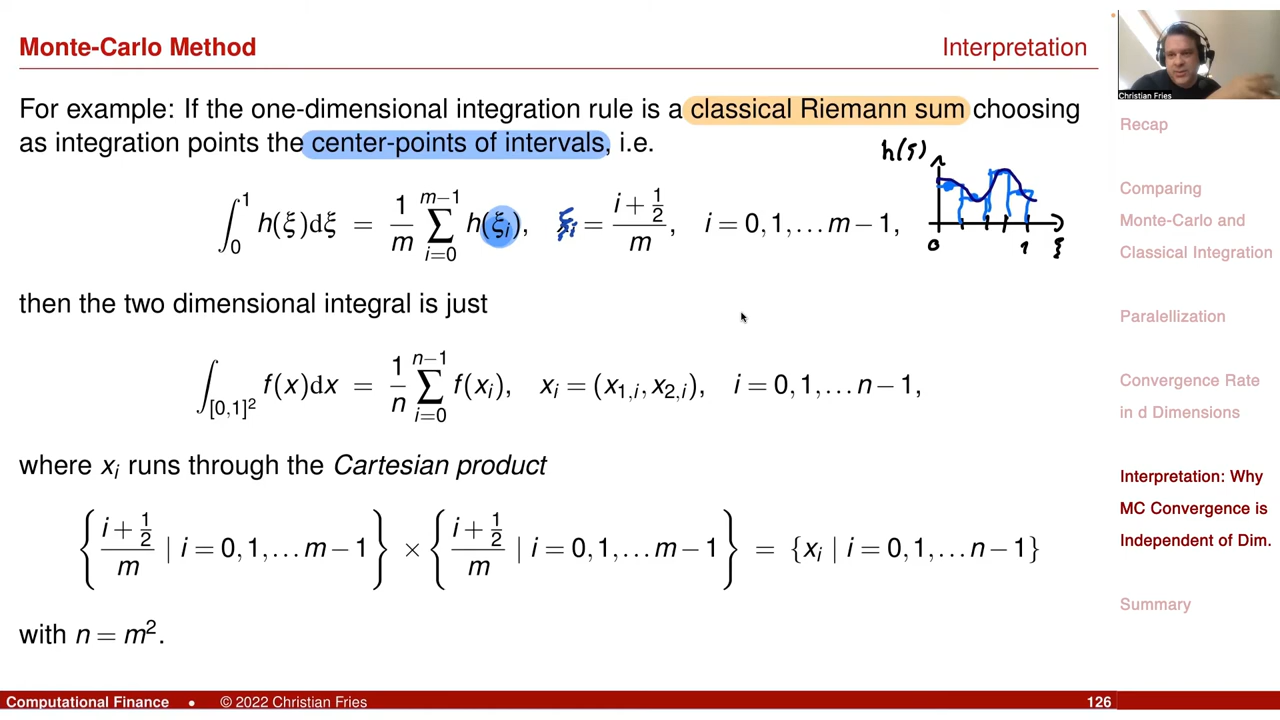 Monte-Carlo Method
Interpretation
Christian Fries
For example: If the one-dimensional integration rule is a classical Riemann sum choosing
as integration points the center-points of intervals, i.e.
h(ξ)
∫₀¹ h(ξ)dξ = 1/m ∑_{i=0}^{m−1} h(ξᵢ), ξᵢ = (i + 1/2)/m, i = 0, 1, ... m − 1,
0 1 ξ
then the two dimensional integral is just
∫_{[0,1]²} f(x)dx = 1/n ∑_{i=0}^{n−1} f(xᵢ), xᵢ = (x₁,ᵢ, x₂,ᵢ), i = 0, 1, ... n − 1,
where xᵢ runs through the Cartesian product
{(i + 1/2)/m | i = 0, 1, ... m − 1} × {(i + 1/2)/m | i = 0, 1, ... m − 1} = {xᵢ | i = 0, 1, ... n − 1}
with n = m².
Recap
Comparing
Monte-Carlo and
Classical Integration
Paralellization
Convergence Rate
in d Dimensions
Interpretation: Why
MC Convergence is
Independent of Dim.
Summary
Computational Finance • © 2022 Christian Fries
126